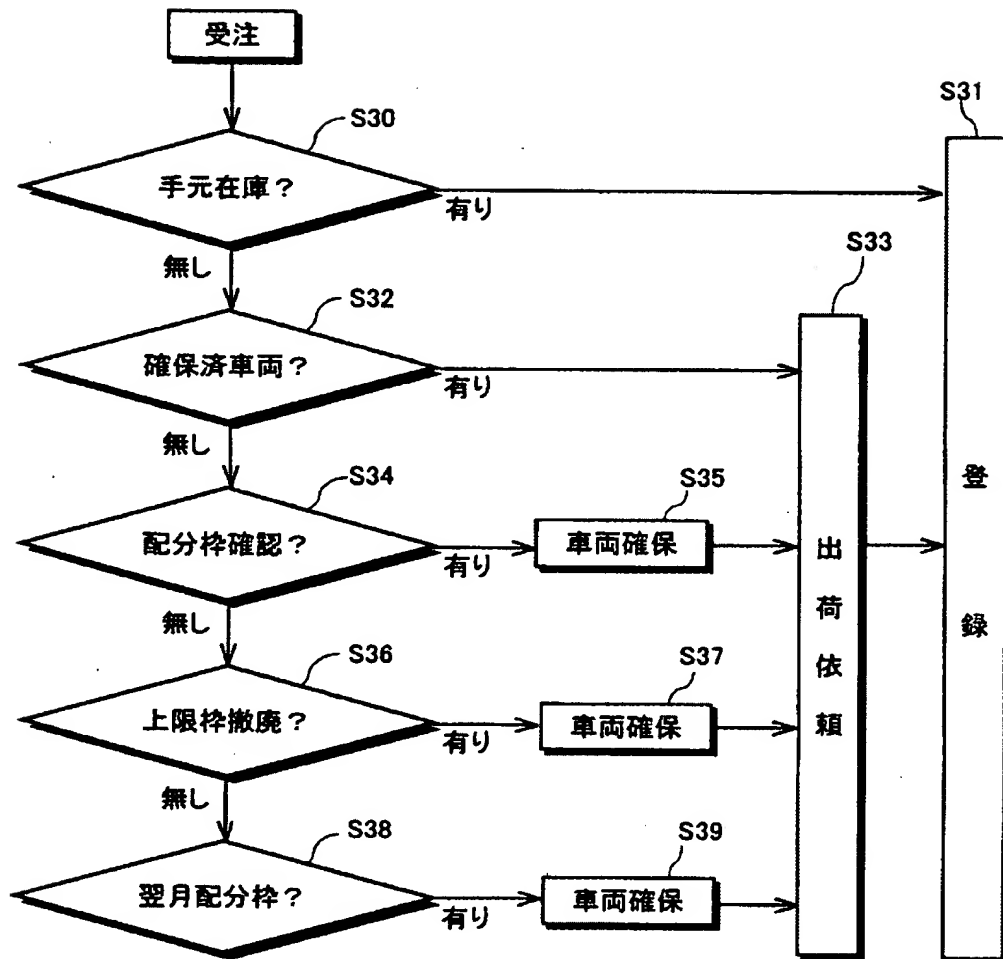 受注
S31
S30
手元在庫?
有り
無し
S33
S32
確保済車両?
有り
無し
S34
S35
配分枠確認?
有り
車両確保
無し
S36
S37
上限枠撤廃?
有り
車両確保
無し
S38
S39
翌月配分枠?
有り
車両確保
出荷依頼
登録